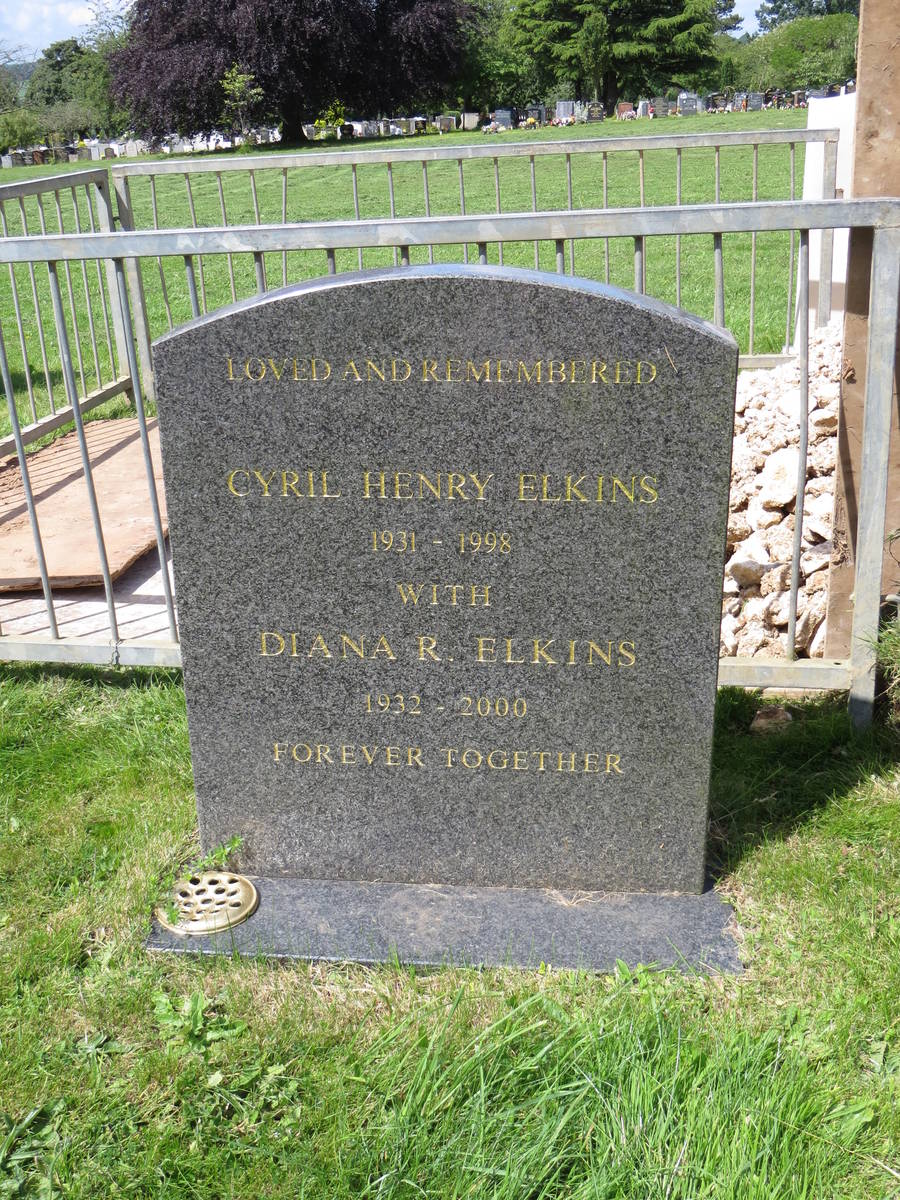 LOVED AND REMEMBERED
CYRIL HENRY ELKINS
1931 - 1998
WITH
DIANA R. ELKINS
1932 - 2000
FOREVER TOGETHER